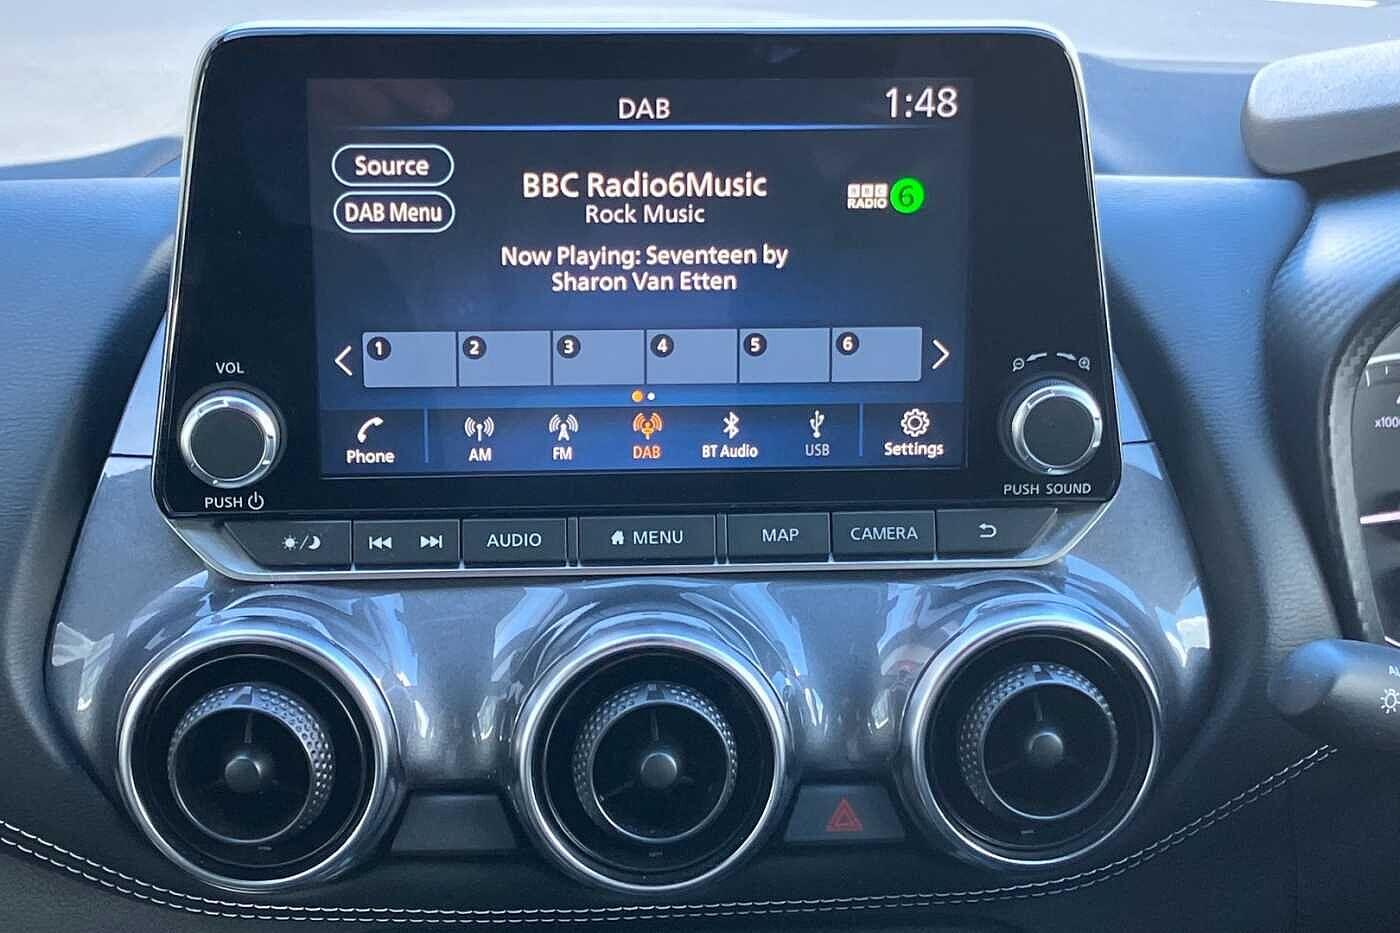 DAB
1:48
Source
BBC Radio6Music
BBC
RADIO 6
DAB Menu
Rock Music
Now Playing: Seventeen by
Sharon Van Etten
1 2 3 4 5 6
VOL
Phone
AM
FM
DAB
BT Audio
USB
Settings
PUSH
PUSH SOUND
AUDIO
MENU
MAP
CAMERA